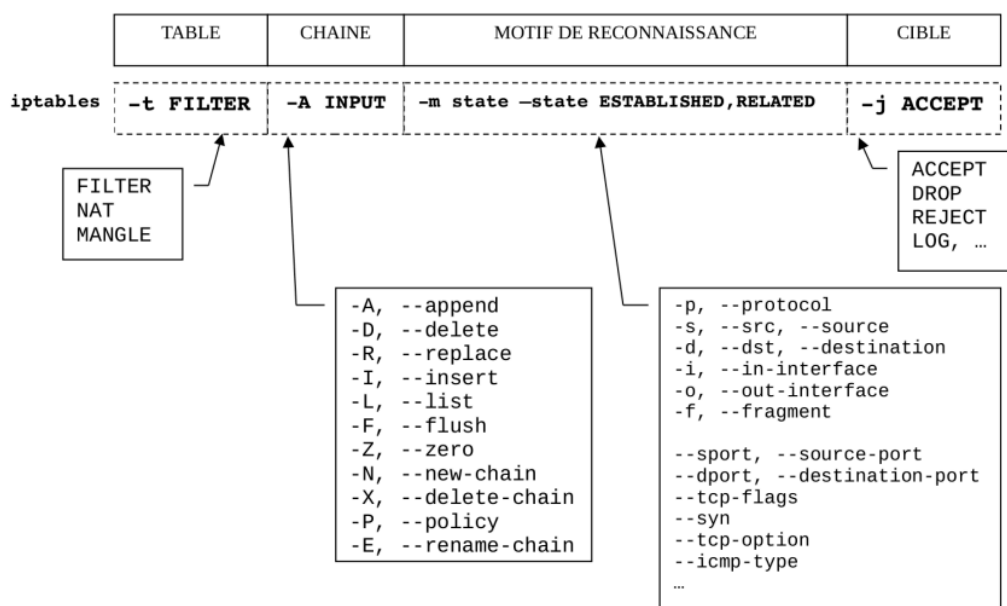 TABLE CHAINE MOTIF DE RECONNAISSANCE CIBLE
iptables –t FILTER –A INPUT –m state —state ESTABLISHED,RELATED –j ACCEPT
FILTER
NAT
MANGLE
ACCEPT
DROP
REJECT
LOG, …
-A, --append
-D, --delete
-R, --replace
-I, --insert
-L, --list
-F, --flush
-Z, --zero
-N, --new-chain
-X, --delete-chain
-P, --policy
-E, --rename-chain
-p, --protocol
-s, --src, --source
-d, --dst, --destination
-i, --in-interface
-o, --out-interface
-f, --fragment
--sport, --source-port
--dport, --destination-port
--tcp-flags
--syn
--tcp-option
--icmp-type
…